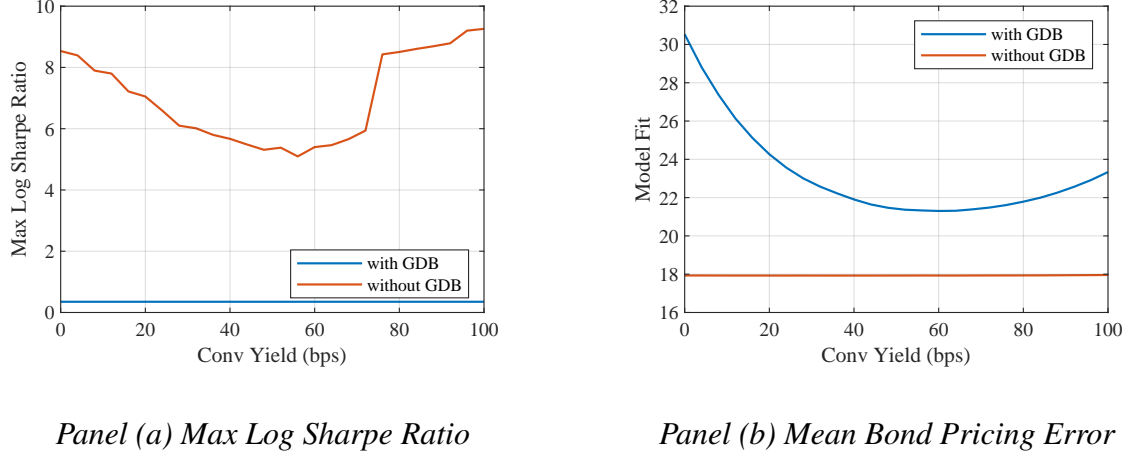 10
8
6
4
2
0
Max Log Sharpe Ratio
with GDB
without GDB
0 20 40 60 80 100
Conv Yield (bps)
Panel (a) Max Log Sharpe Ratio
32
30
28
26
24
22
20
18
16
Model Fit
with GDB
without GDB
0 20 40 60 80 100
Conv Yield (bps)
Panel (b) Mean Bond Pricing Error